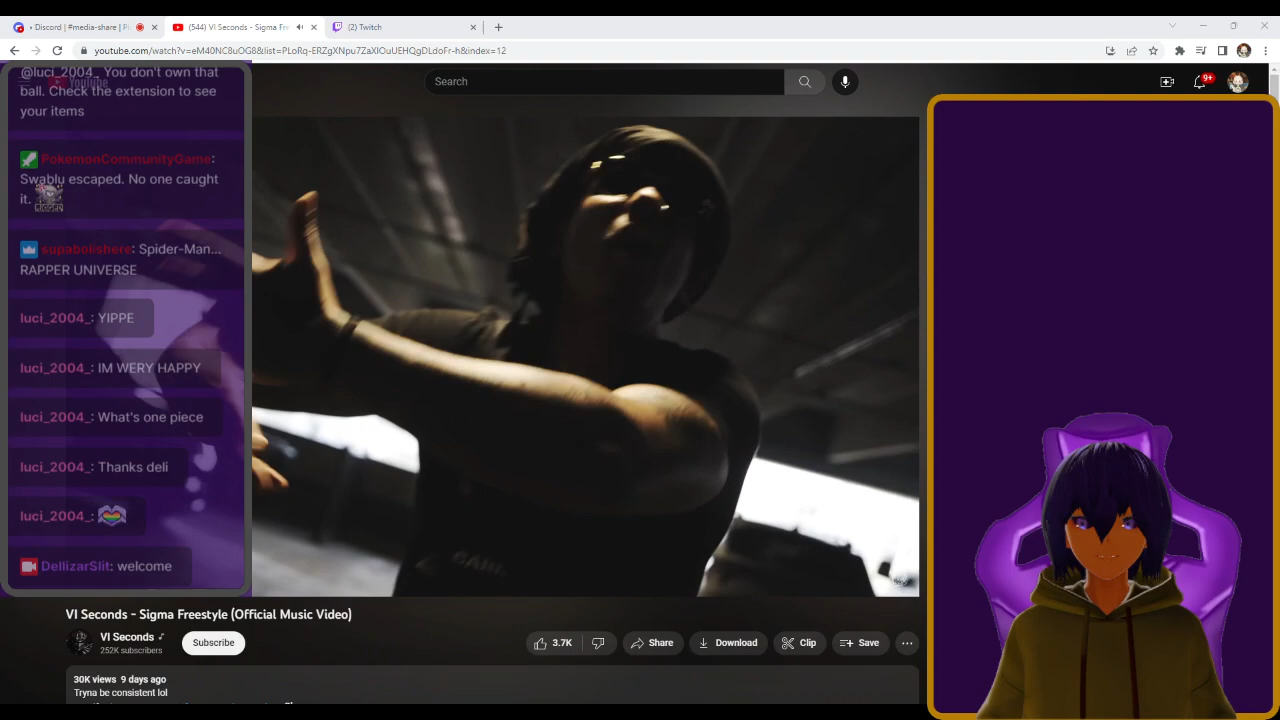 Discord | #media-share | Pl
(544) VI Seconds - Sigma Fre
(2) Twitch
youtube.com/watch?v=eM40NC8uOG8&list=PLoRq-ERZgXNpu7ZaXIOuUEHQgDLdoFr-h&index=12
YouTube
Search
9+
@luci_2004_ You don't own that
ball. Check the extension to see
your items
PokemonCommunityGame:
Swablu escaped. No one caught
it.
supabolishere: Spider-Man...
RAPPER UNIVERSE
luci_2004_: YIPPE
luci_2004_: IM WERY HAPPY
luci_2004_: What's one piece
luci_2004_: Thanks deli
luci_2004_:
DellizarSlit: welcome
VI Seconds - Sigma Freestyle (Official Music Video)
VI Seconds
252K subscribers
Subscribe
3.7K
Share
Download
Clip
Save
30K views 9 days ago
Tryna be consistent lol